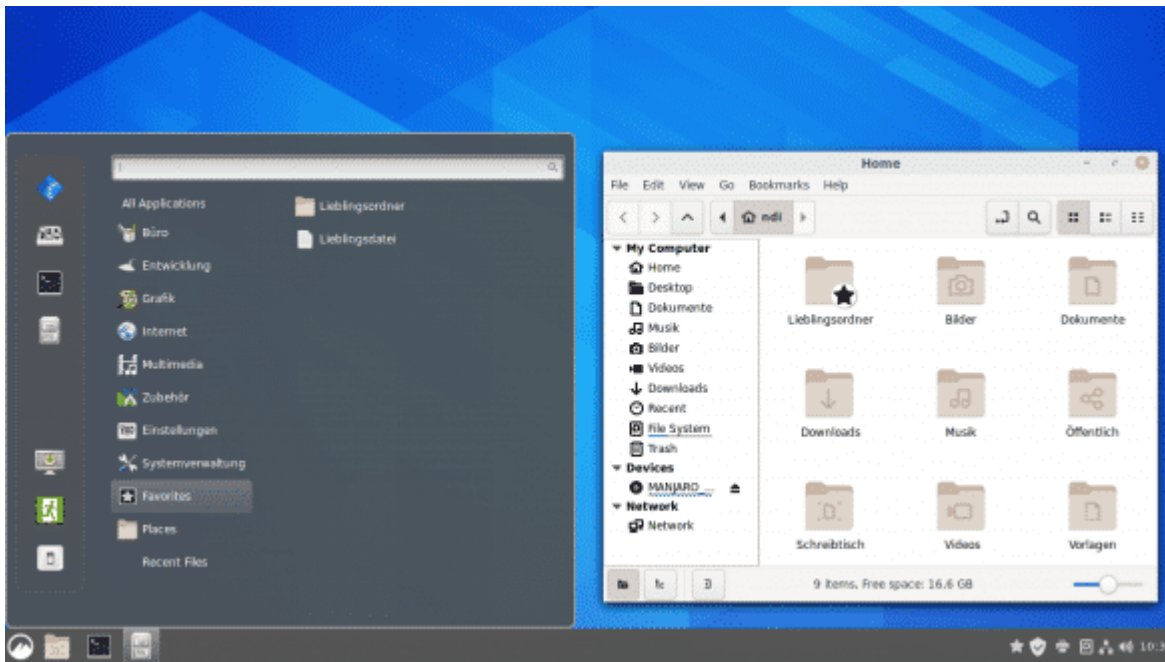 All Applications
Büro
Entwicklung
Grafik
Internet
Multimedia
Zubehör
Einstellungen
Systemverwaltung
Favorites
Places
Recent Files
Lieblingsordner
Lieblingsdatei
Home
File Edit View Go Bookmarks Help
ndi
My Computer
Home
Desktop
Dokumente
Musik
Bilder
Videos
Downloads
Recent
File System
Trash
Devices
MANJARO_...
Network
Network
Lieblingsordner Bilder Dokumente
Downloads Musik Öffentlich
Schreibtisch Videos Vorlagen
9 items, Free space: 16.6 GB